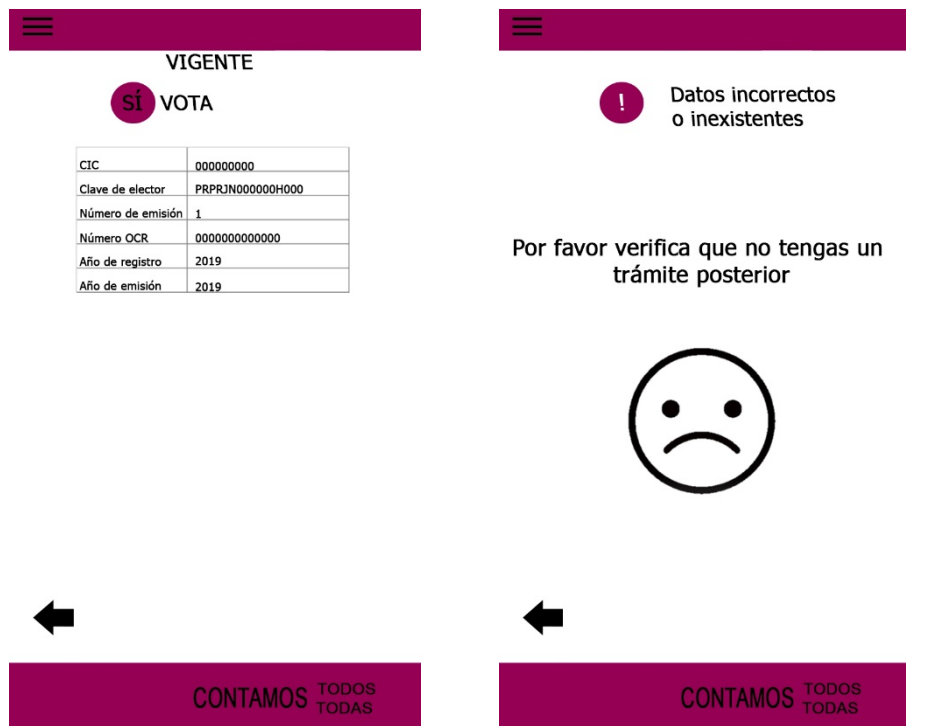 VIGENTE
SÍ VOTA
CIC 000000000
Clave de elector PRPRJN000000H000
Número de emisión 1
Número OCR 0000000000000
Año de registro 2019
Año de emisión 2019
CONTAMOS TODOS
TODAS
! Datos incorrectos
o inexistentes
Por favor verifica que no tengas un
trámite posterior
CONTAMOS TODOS
TODAS